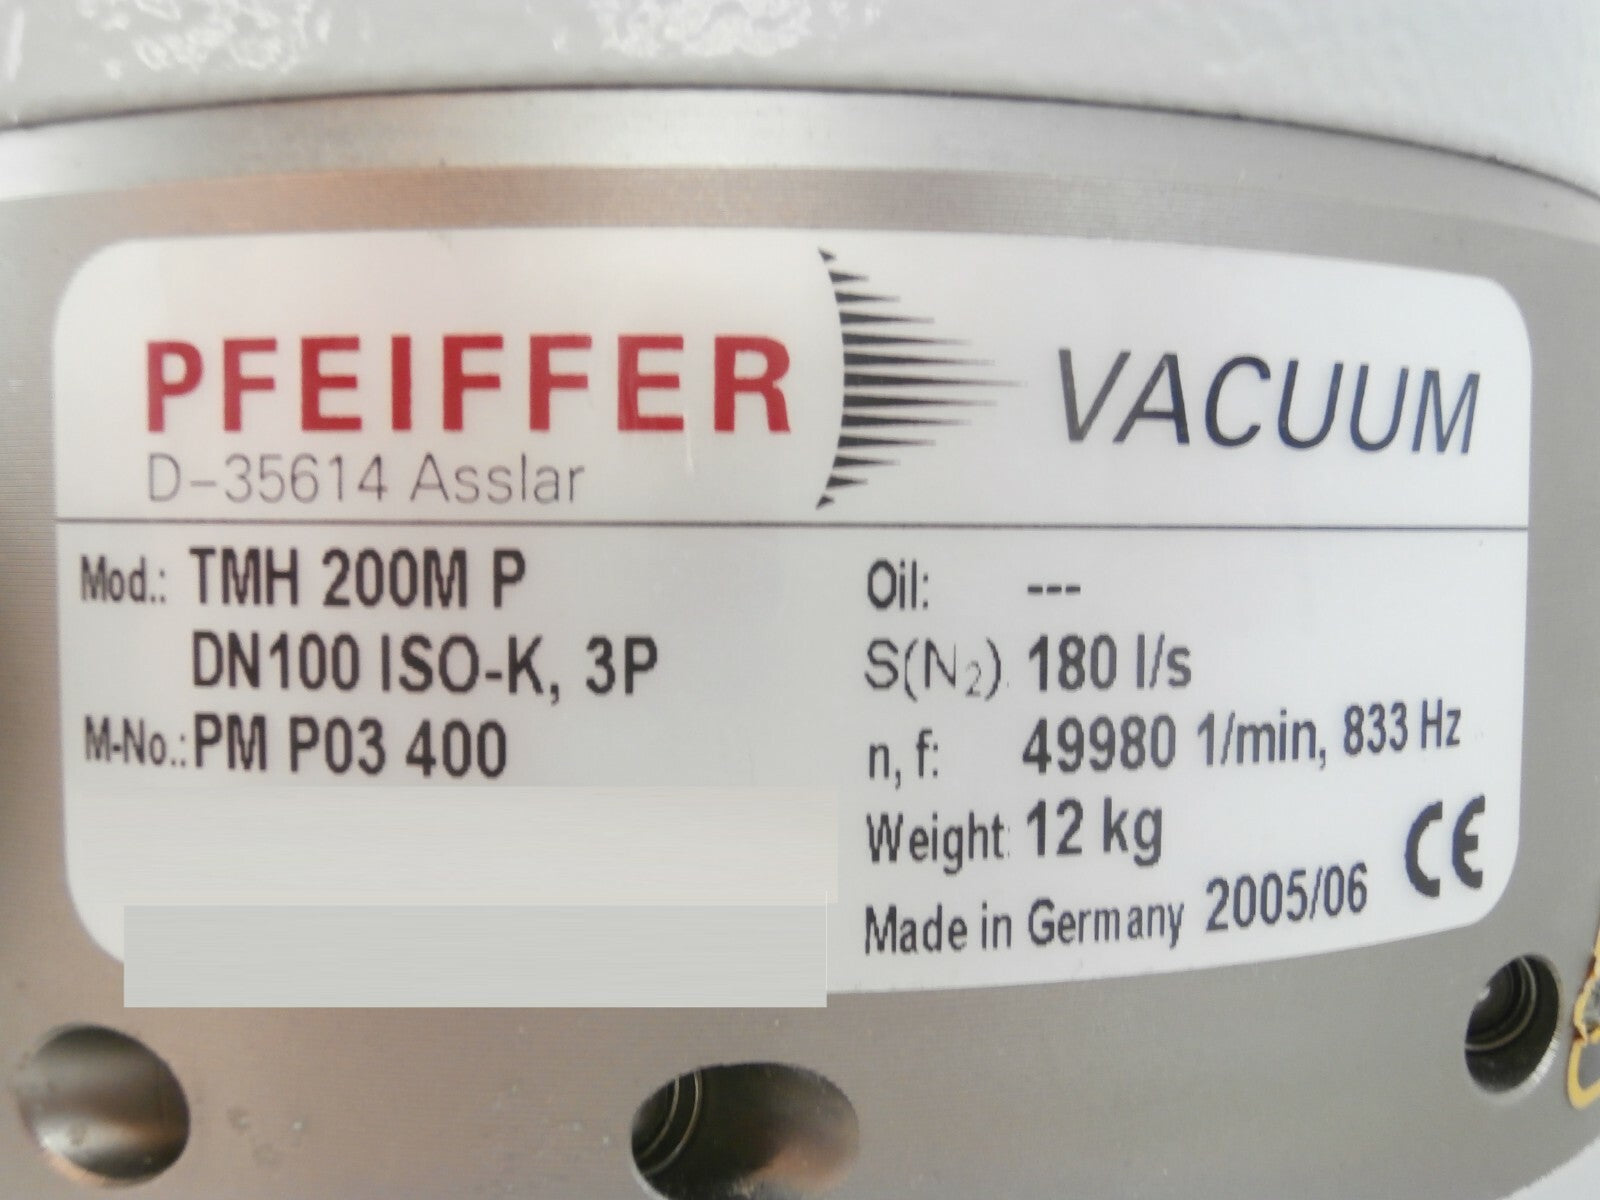 PFEIFFER VACUUM
D-35614 Asslar
Mod.: TMH 200M P
DN100 ISO-K, 3P
M-No.: PM P03 400
Oil: ---
S(N₂) 180 l/s
n, f: 49980 1/min, 833 Hz
Weight: 12 kg
Made in Germany 2005/06 CE